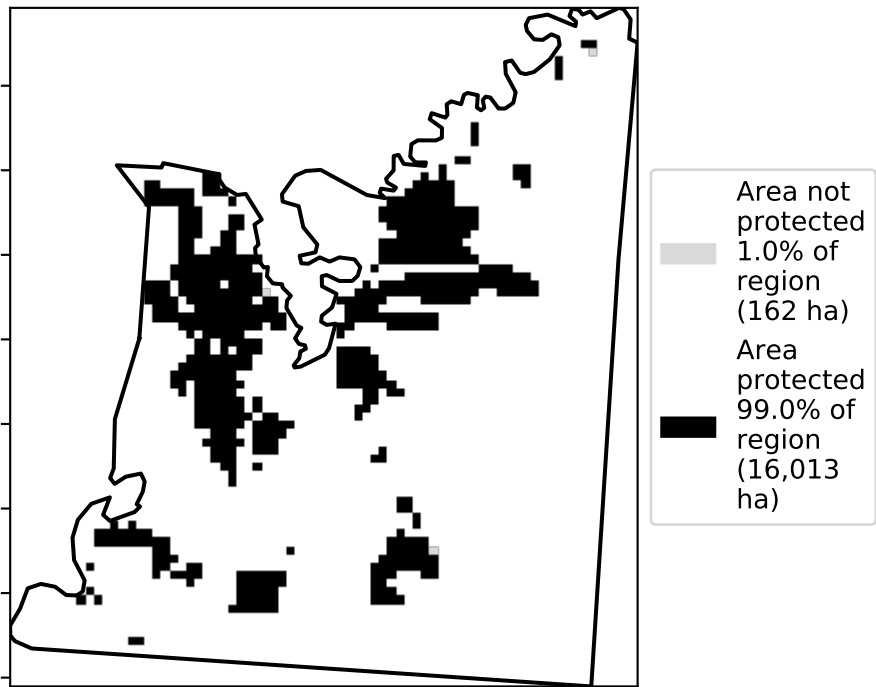 Area not
protected
1.0% of
region
(162 ha)
Area
protected
99.0% of
region
(16,013
ha)